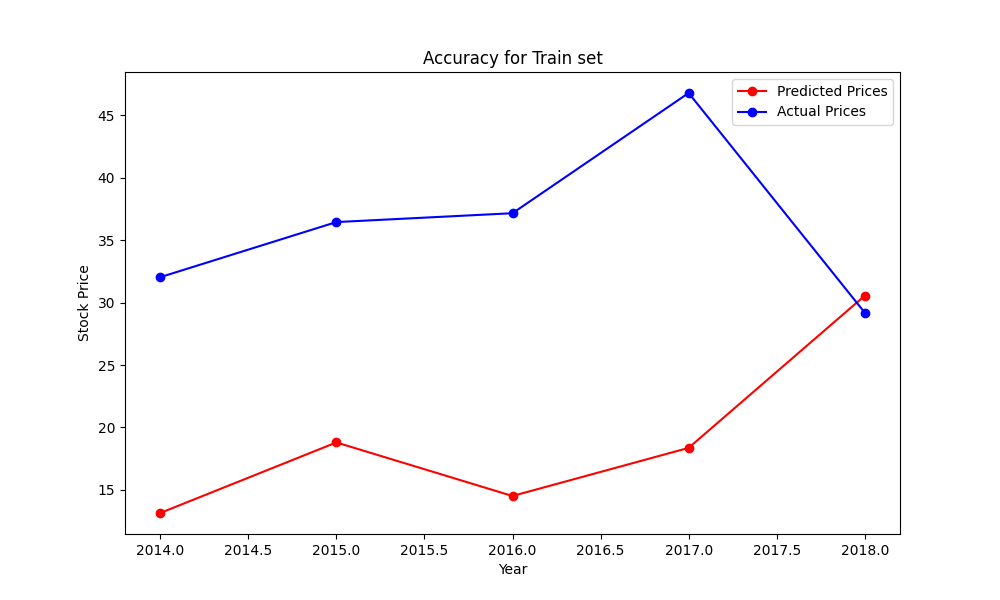 Accuracy for Train set
Predicted Prices
Actual Prices
Stock Price
45
40
35
30
25
20
15
2014.0 2014.5 2015.0 2015.5 2016.0 2016.5 2017.0 2017.5 2018.0
Year